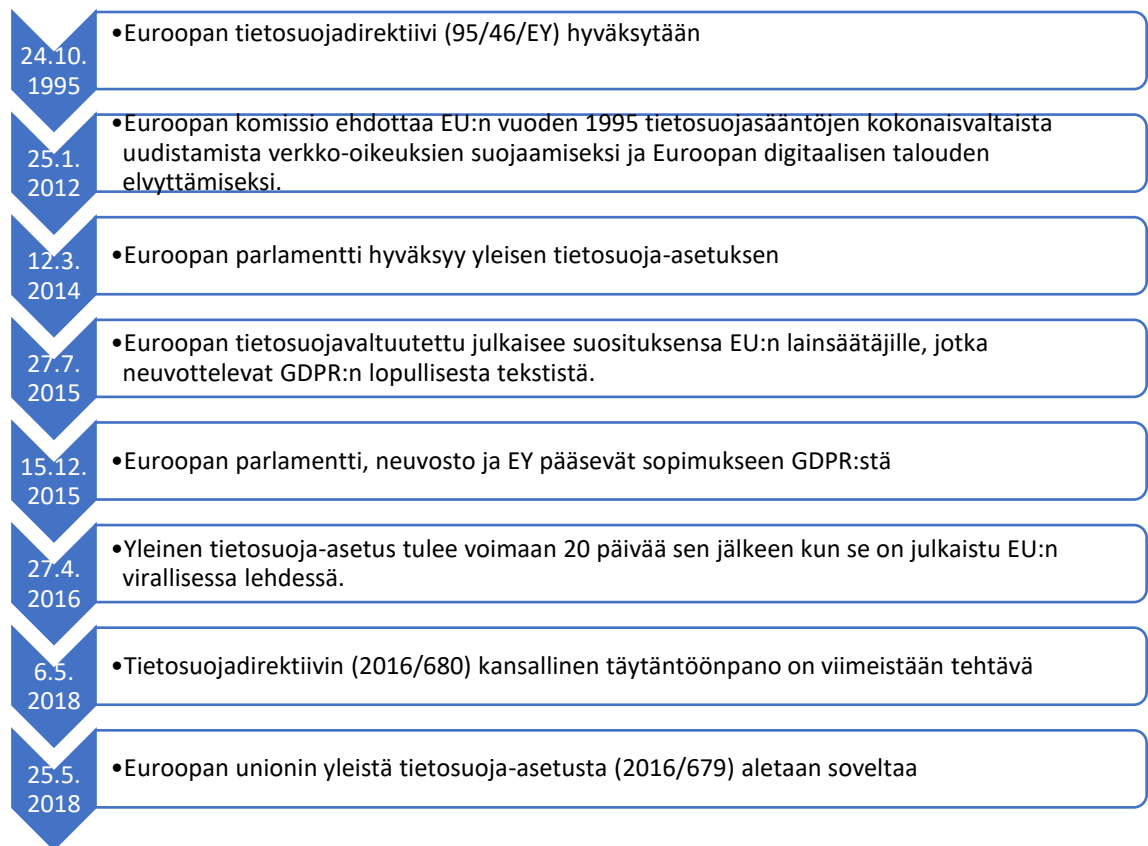 24.10.
1995
•Euroopan tietosuojadirektiivi (95/46/EY) hyväksytään
25.1.
2012
•Euroopan komissio ehdottaa EU:n vuoden 1995 tietosuojasääntöjen kokonaisvaltaista
uudistamista verkko-oikeuksien suojaamiseksi ja Euroopan digitaalisen talouden
elvyttämiseksi.
12.3.
2014
•Euroopan parlamentti hyväksyy yleisen tietosuoja-asetuksen
27.7.
2015
•Euroopan tietosuojavaltuutettu julkaisee suosituksensa EU:n lainsäätäjille, jotka
neuvottelevat GDPR:n lopullisesta tekstistä.
15.12.
2015
•Euroopan parlamentti, neuvosto ja EY pääsevät sopimukseen GDPR:stä
27.4.
2016
•Yleinen tietosuoja-asetus tulee voimaan 20 päivää sen jälkeen kun se on julkaistu EU:n
virallisessa lehdessä.
6.5.
2018
•Tietosuojadirektiivin (2016/680) kansallinen täytäntöönpano on viimeistään tehtävä
25.5.
2018
•Euroopan unionin yleistä tietosuoja-asetusta (2016/679) aletaan soveltaa